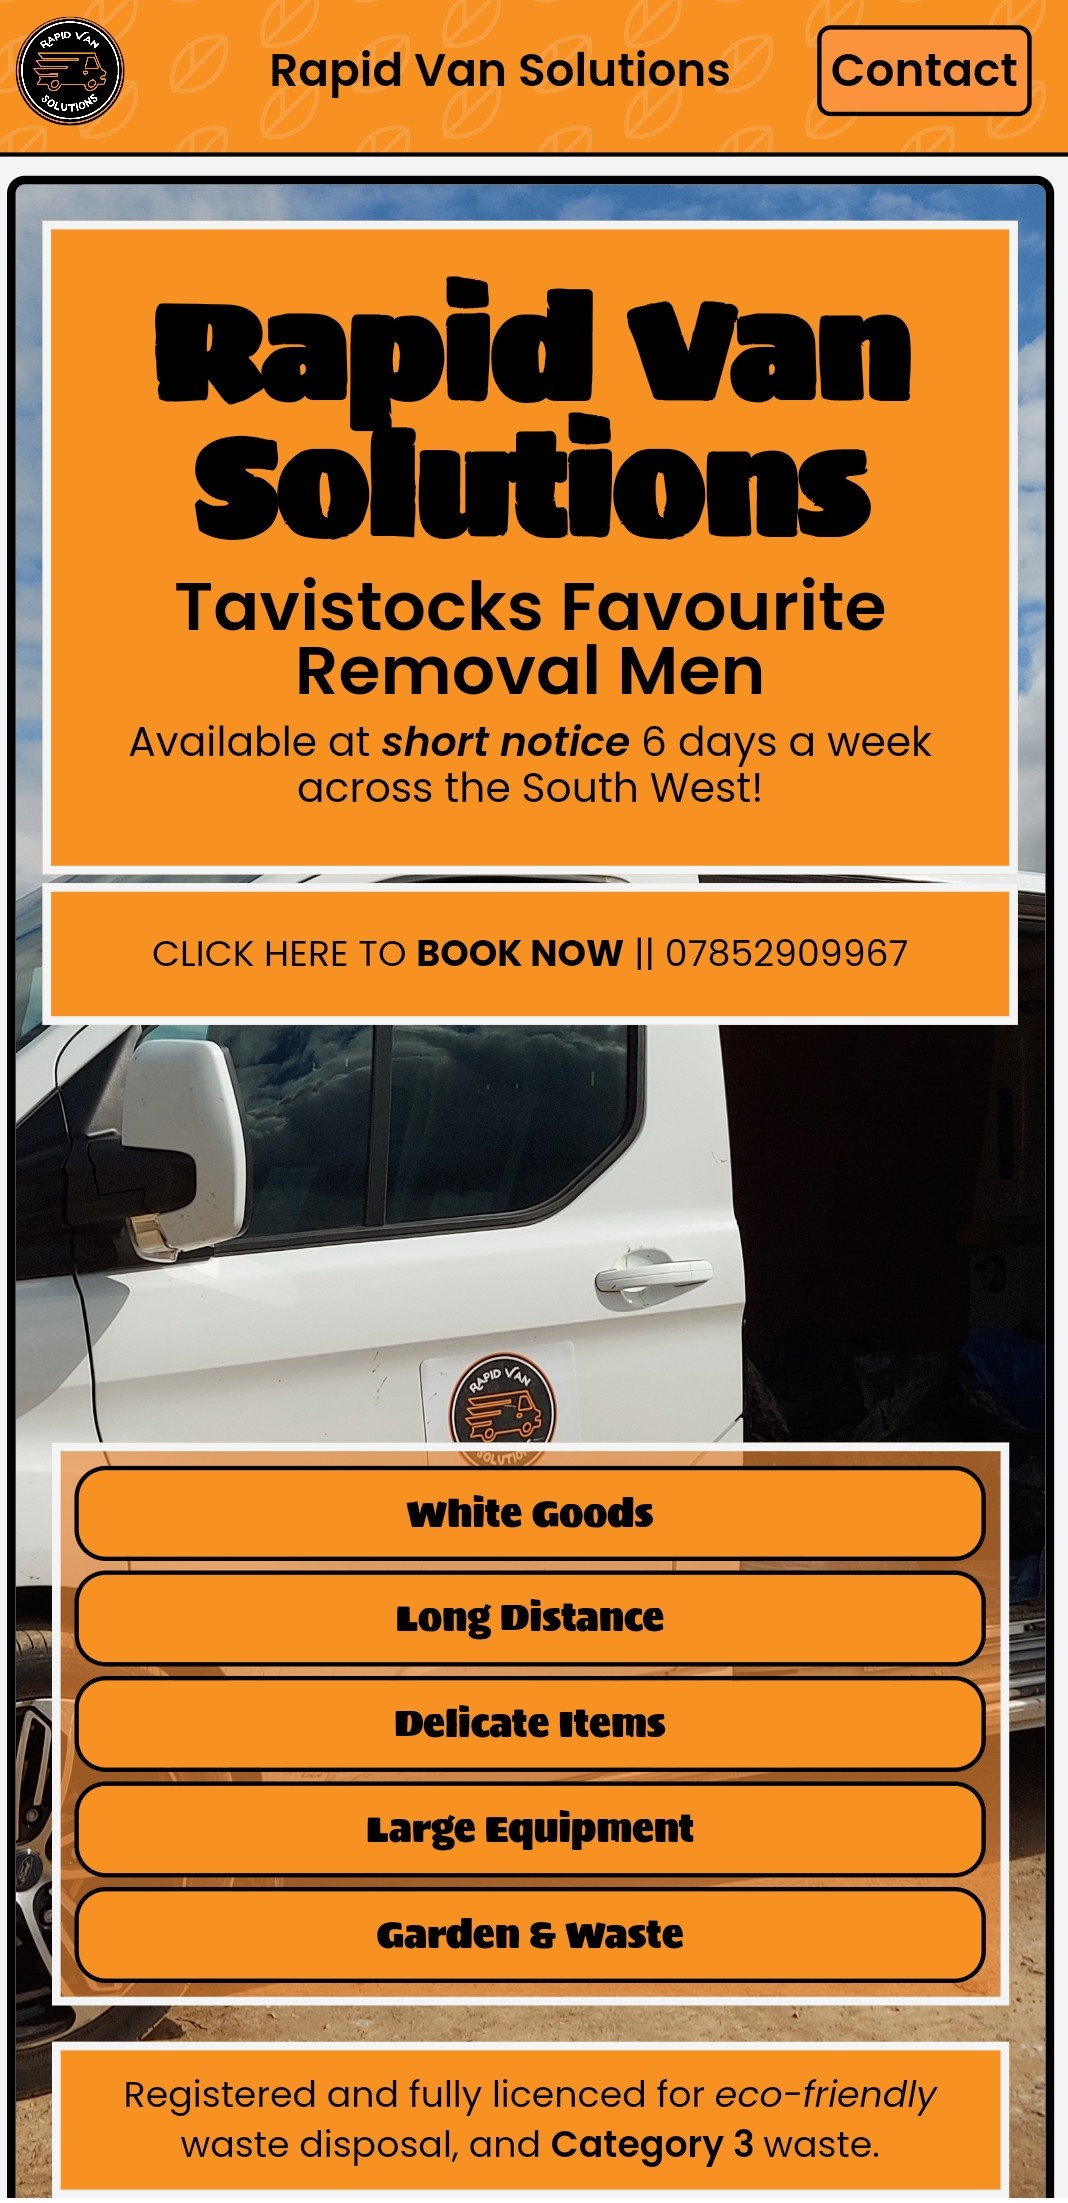 RAPID VAN
SOLUTIONS
Rapid Van Solutions
Contact
Rapid Van
Solutions
Tavistocks Favourite
Removal Men
Available at short notice 6 days a week
across the South West!
CLICK HERE TO BOOK NOW || 07852909967
RAPID VAN
SOLUTIONS
White Goods
Long Distance
Delicate Items
Large Equipment
Garden & Waste
Registered and fully licenced for eco-friendly
waste disposal, and Category 3 waste.